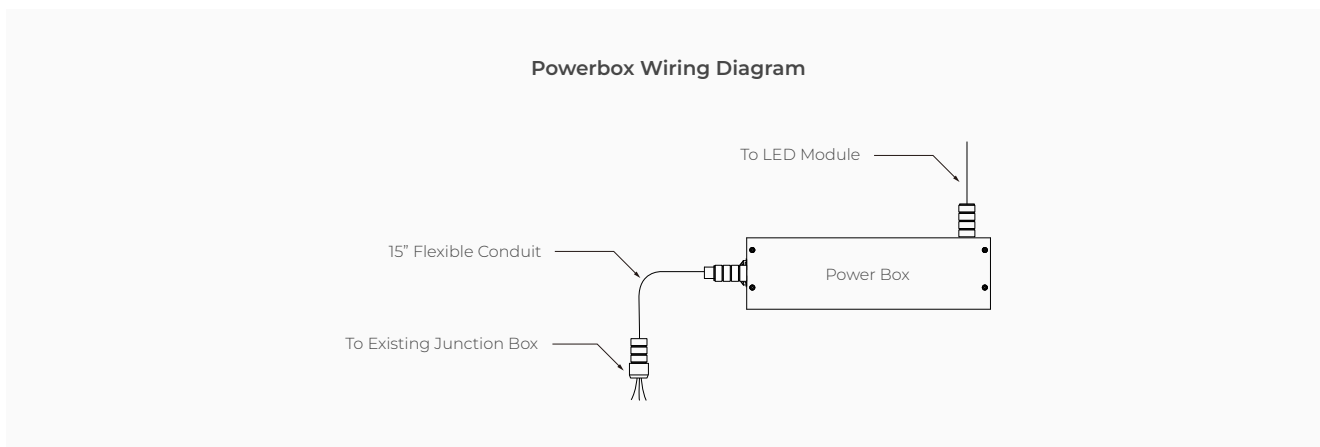 Powerbox Wiring Diagram
To LED Module
15” Flexible Conduit
Power Box
To Existing Junction Box